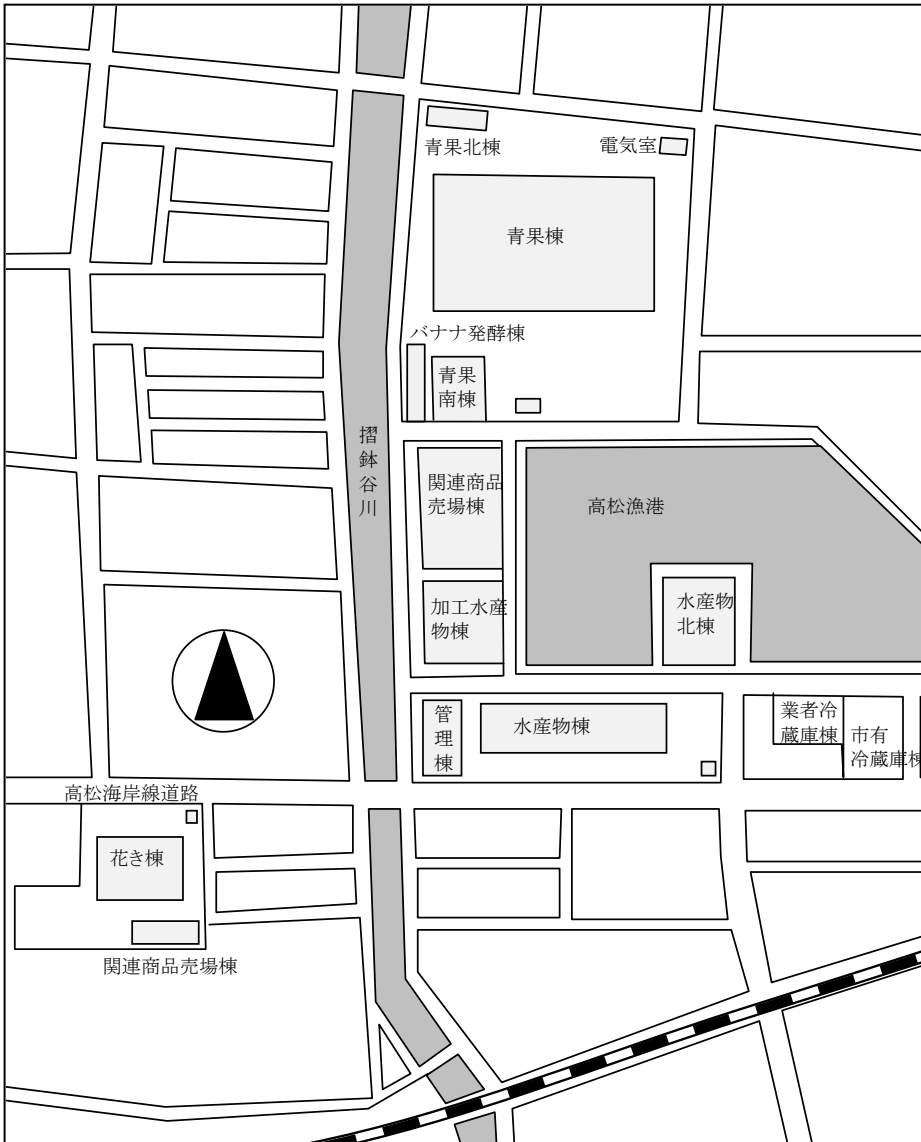 青果北棟
電気室
青果棟
バナナ発酵棟
青果
南棟
摺鉢谷川
関連商品
売場棟
高松漁港
加工水産
物棟
水産物
北棟
管理棟
水産物棟
業者冷
蔵庫棟
市有
冷蔵庫棟
高松海岸線道路
花き棟
関連商品売場棟